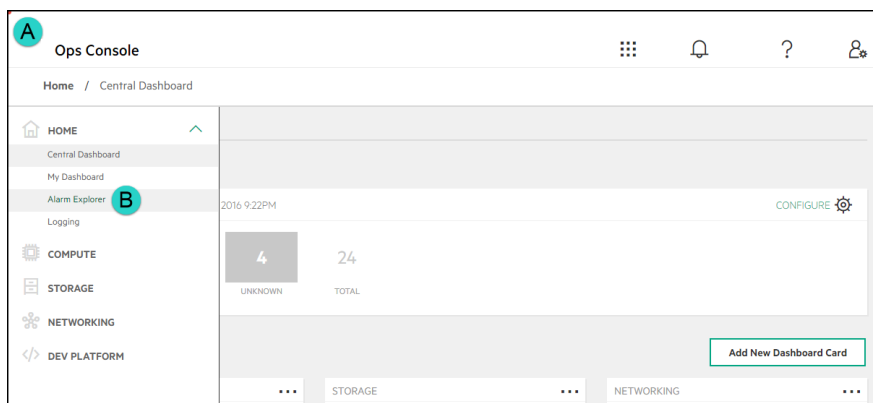 A
Ops Console
Home / Central Dashboard
HOME
Central Dashboard
My Dashboard
Alarm Explorer B
Logging
COMPUTE
STORAGE
NETWORKING
</> DEV PLATFORM
2016 9:22PM
CONFIGURE
4
24
UNKNOWN
TOTAL
Add New Dashboard Card
STORAGE
NETWORKING